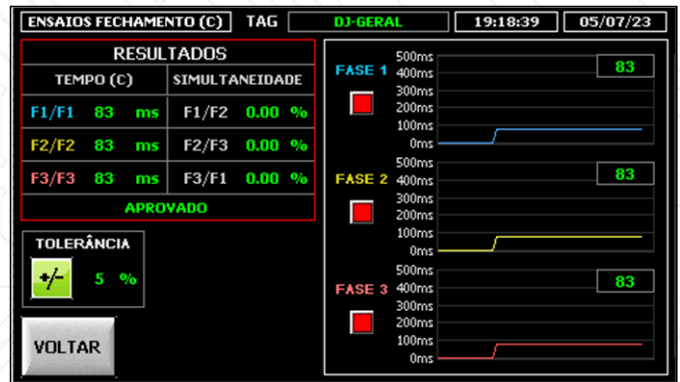 ENSAIOS FECHAMENTO (C) TAG DJ-GERAL 19:18:39 05/07/23
RESULTADOS
TEMPO (C) SIMULTANEIDADE
F1/F1 83 ms F1/F2 0.00 %
F2/F2 83 ms F2/F3 0.00 %
F3/F3 83 ms F3/F1 0.00 %
APROVADO
TOLERÂNCIA
+/- 5 %
VOLTAR
500ms
FASE 1 400ms 83
300ms
200ms
100ms
0ms
500ms
FASE 2 400ms 83
300ms
200ms
100ms
0ms
500ms
FASE 3 400ms 83
300ms
200ms
100ms
0ms